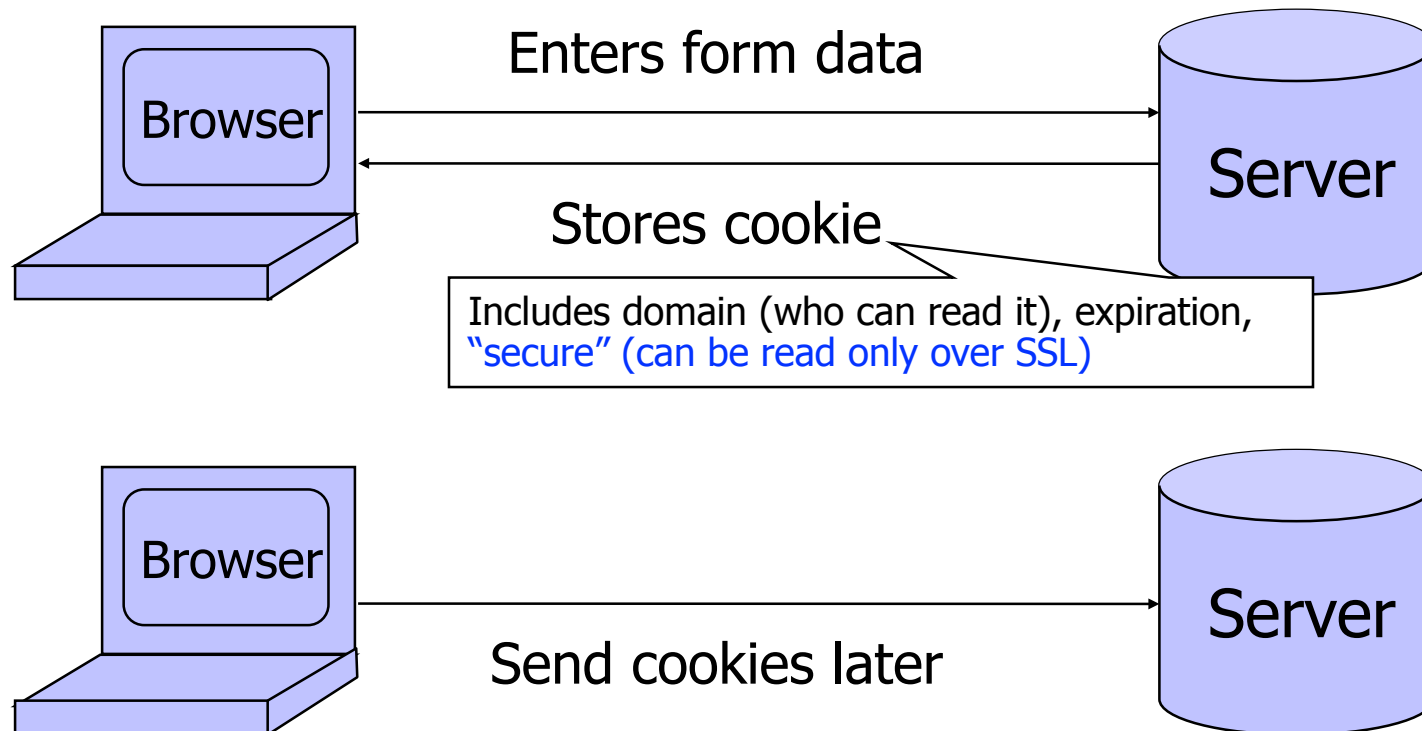 Enters form data
Browser
Server
Stores cookie
Includes domain (who can read it), expiration,
“secure” (can be read only over SSL)
Browser
Server
Send cookies later